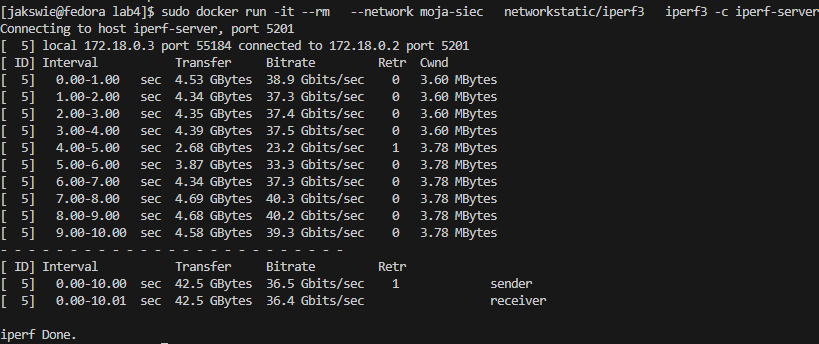 [jakswie@fedora lab4]$ sudo docker run -it --rm   --network moja-siec   networkstatic/iperf3   iperf3 -c iperf-server
Connecting to host iperf-server, port 5201
[  5] local 172.18.0.3 port 55184 connected to 172.18.0.2 port 5201
[ ID] Interval           Transfer     Bitrate         Retr  Cwnd
[  5]   0.00-1.00   sec  4.53 GBytes  38.9 Gbits/sec    0   3.60 MBytes
[  5]   1.00-2.00   sec  4.34 GBytes  37.3 Gbits/sec    0   3.60 MBytes
[  5]   2.00-3.00   sec  4.35 GBytes  37.4 Gbits/sec    0   3.60 MBytes
[  5]   3.00-4.00   sec  4.39 GBytes  37.5 Gbits/sec    0   3.60 MBytes
[  5]   4.00-5.00   sec  2.68 GBytes  23.2 Gbits/sec    1   3.78 MBytes
[  5]   5.00-6.00   sec  3.87 GBytes  33.3 Gbits/sec    0   3.78 MBytes
[  5]   6.00-7.00   sec  4.34 GBytes  37.3 Gbits/sec    0   3.78 MBytes
[  5]   7.00-8.00   sec  4.69 GBytes  40.3 Gbits/sec    0   3.78 MBytes
[  5]   8.00-9.00   sec  4.68 GBytes  40.2 Gbits/sec    0   3.78 MBytes
[  5]   9.00-10.00  sec  4.58 GBytes  39.3 Gbits/sec    0   3.78 MBytes
- - - - - - - - - - - - - - - - - - - - - - - - -
[ ID] Interval           Transfer     Bitrate         Retr
[  5]   0.00-10.00  sec  42.5 GBytes  36.5 Gbits/sec    1             sender
[  5]   0.00-10.01  sec  42.5 GBytes  36.4 Gbits/sec                  receiver

iperf Done.